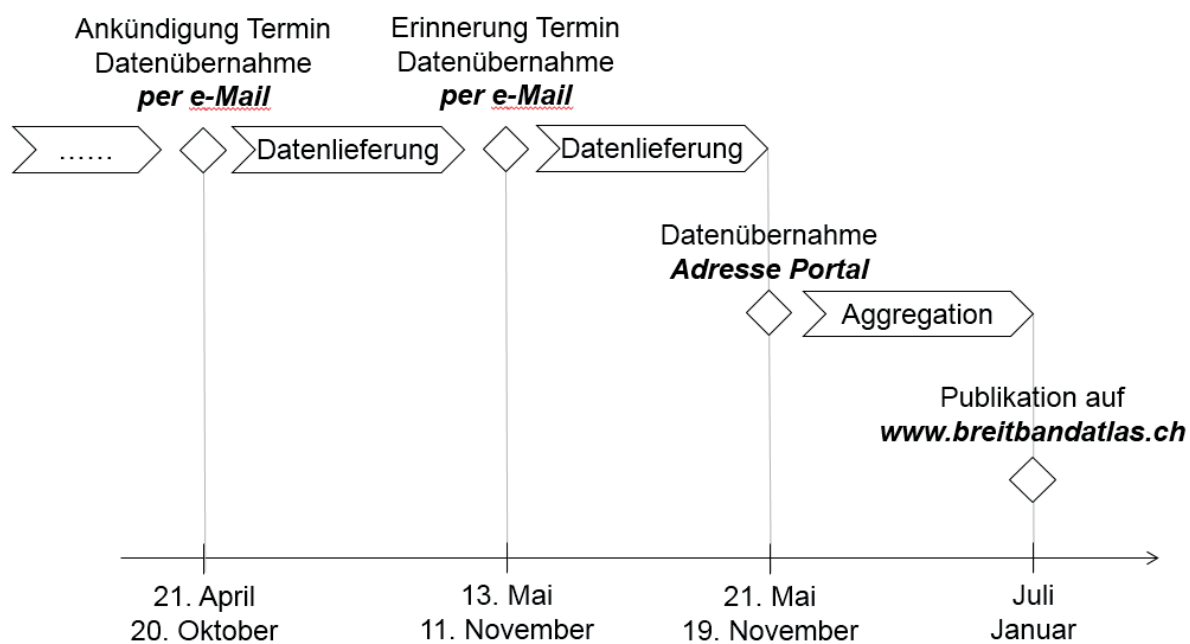 Ankündigung Termin
Datenübernahme
per e-Mail
Erinnerung Termin
Datenübernahme
per e-Mail
......
Datenlieferung
Datenlieferung
Datenübernahme
Adresse Portal
Aggregation
Publikation auf
www.breitbandatlas.ch
21. April
20. Oktober
13. Mai
11. November
21. Mai
19. November
Juli
Januar